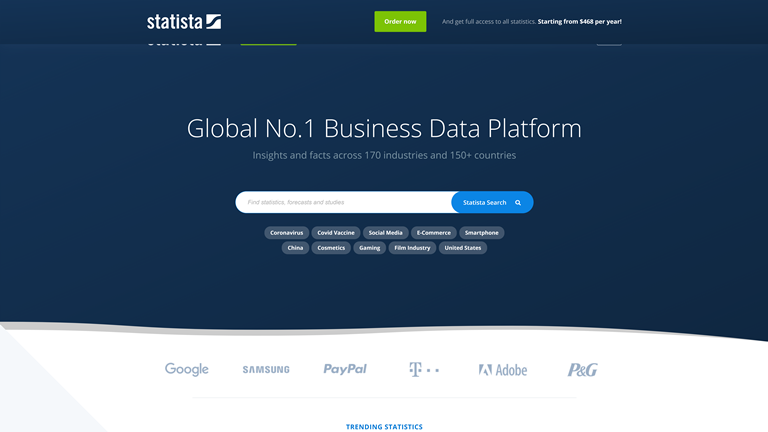 statista
Order now
And get full access to all statistics. Starting from $468 per year!
statista
Global No.1 Business Data Platform
Insights and facts across 170 industries and 150+ countries
Find statistics, forecasts and studies
Statista Search
Coronavirus Covid Vaccine Social Media E-Commerce Smartphone
China Cosmetics Gaming Film Industry United States
Google SAMSUNG PayPal T Adobe P&G
TRENDING STATISTICS